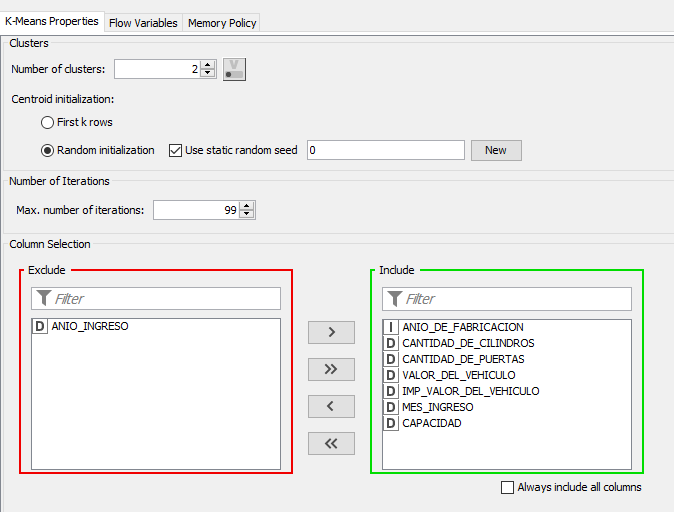 K-Means Properties
Flow Variables
Memory Policy
Clusters
Number of clusters:
2
V
Centroid initialization:
First k rows
Random initialization
Use static random seed
0
New
Number of Iterations
Max. number of iterations:
99
Column Selection
Exclude
Include
Filter
Filter
D ANIO_INGRESO
>
>>
<
<<
I ANIO_DE_FABRICACION
D CANTIDAD_DE_CILINDROS
D CANTIDAD_DE_PUERTAS
D VALOR_DEL_VEHICULO
D IMP_VALOR_DEL_VEHICULO
D MES_INGRESO
D CAPACIDAD
Always include all columns